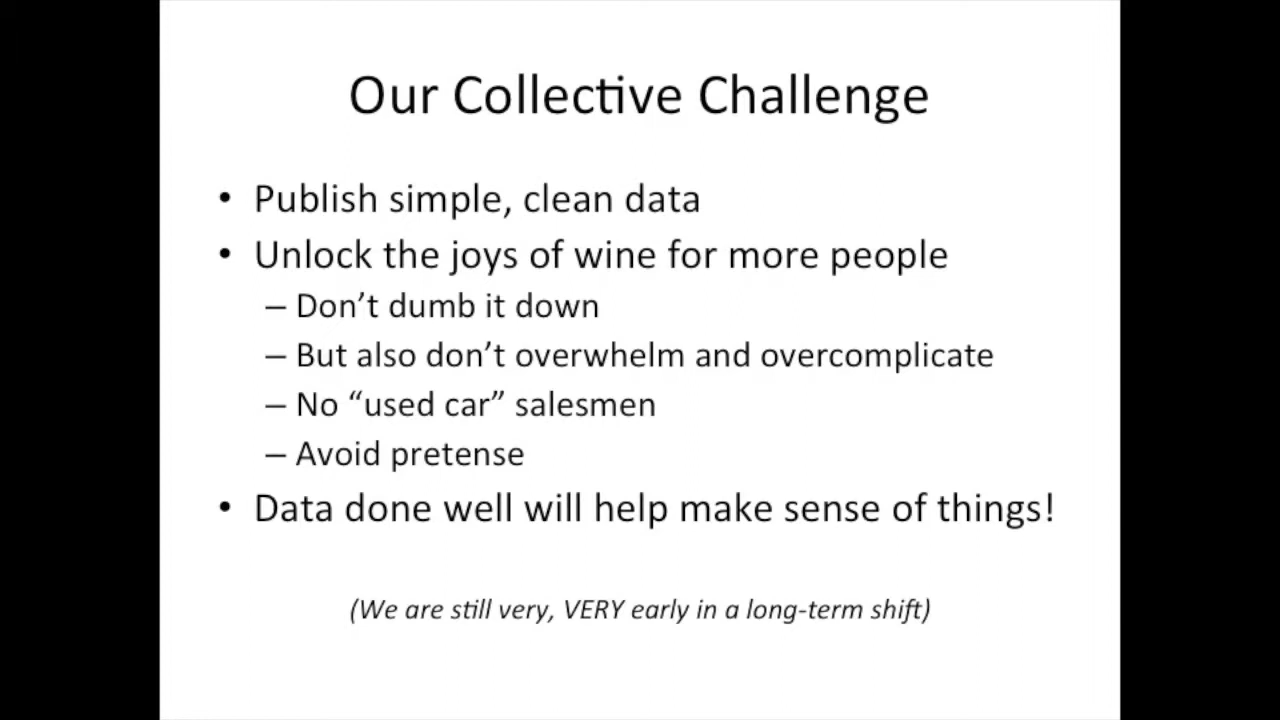 Our Collective Challenge
• Publish simple, clean data
• Unlock the joys of wine for more people
– Don’t dumb it down
– But also don’t overwhelm and overcomplicate
– No “used car” salesmen
– Avoid pretense
• Data done well will help make sense of things!
(We are still very, VERY early in a long-term shift)